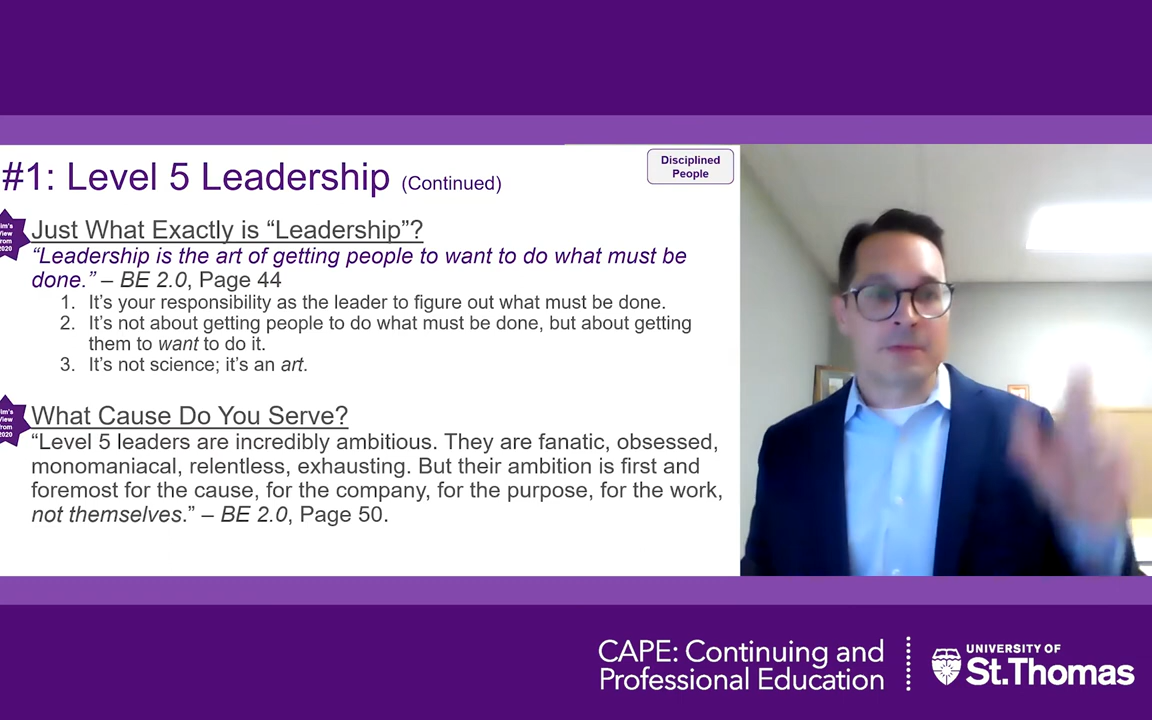 #1: Level 5 Leadership (Continued)
Disciplined
People
Just What Exactly is “Leadership”?
“Leadership is the art of getting people to want to do what must be
done.” – BE 2.0, Page 44
1. It’s your responsibility as the leader to figure out what must be done.
2. It’s not about getting people to do what must be done, but about getting
them to want to do it.
3. It’s not science; it’s an art.
What Cause Do You Serve?
“Level 5 leaders are incredibly ambitious. They are fanatic, obsessed,
monomaniacal, relentless, exhausting. But their ambition is first and
foremost for the cause, for the company, for the purpose, for the work,
not themselves.” – BE 2.0, Page 50.
CAPE: Continuing and
Professional Education
UNIVERSITY OF
St.Thomas